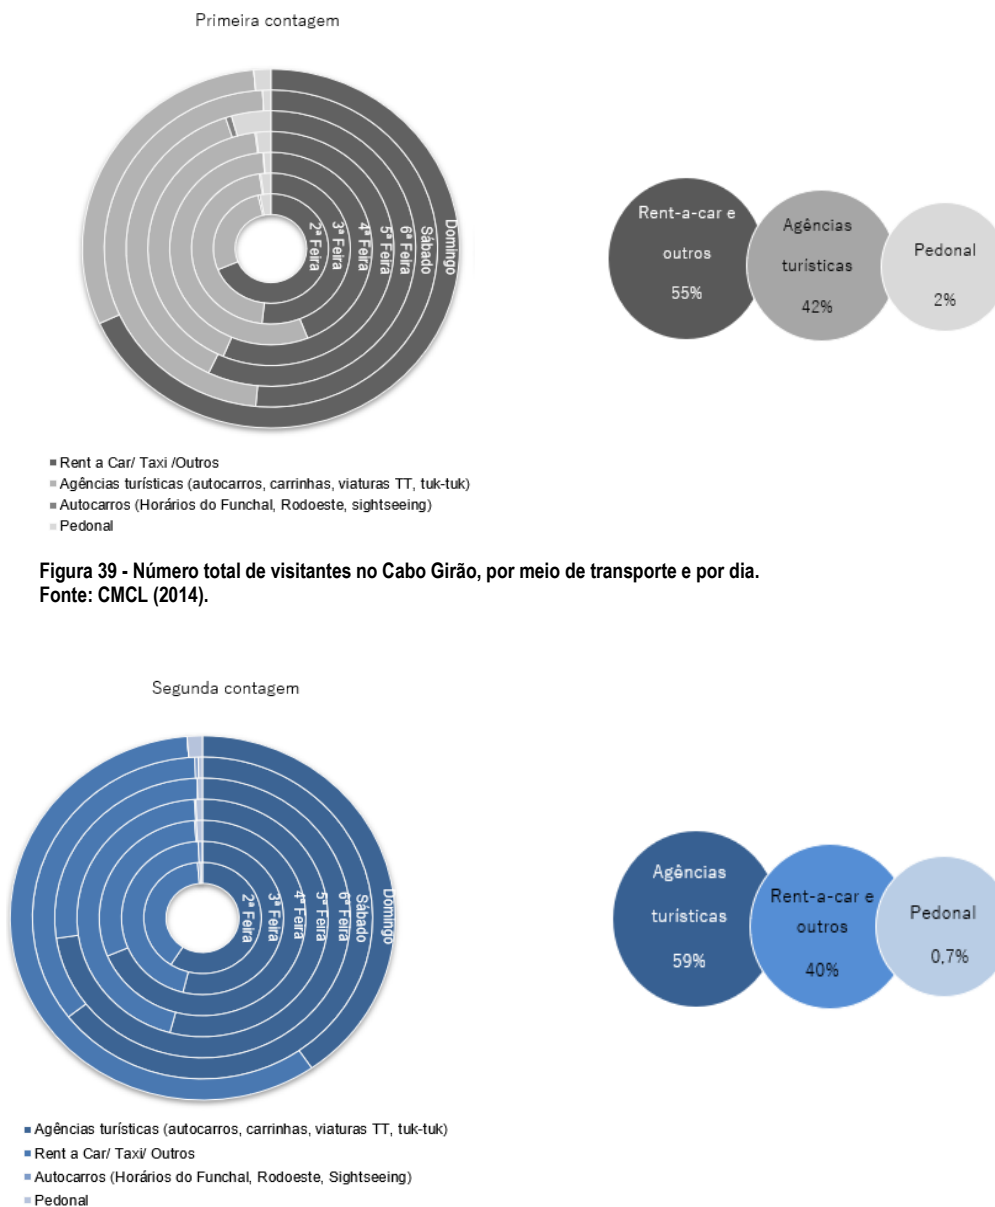 Primeira contagem
2ª Feira
3ª Feira
4ª Feira
5ª Feira
6ª Feira
Sábado
Domingo
Rent-a-car e
outros
55%
Agências
turísticas
42%
Pedonal
2%
Rent a Car/ Taxi /Outros
Agências turísticas (autocarros, carrinhas, viaturas TT, tuk-tuk)
Autocarros (Horários do Funchal, Rodoeste, sightseeing)
Pedonal
Figura 39 - Número total de visitantes no Cabo Girão, por meio de transporte e por dia.
Fonte: CMCL (2014).
Segunda contagem
2ª Feira
3ª Feira
4ª Feira
5ª Feira
6ª Feira
Sábado
Domingo
Agências
turísticas
59%
Rent-a-car e
outros
40%
Pedonal
0,7%
Agências turísticas (autocarros, carrinhas, viaturas TT, tuk-tuk)
Rent a Car/ Taxi/ Outros
Autocarros (Horários do Funchal, Rodoeste, Sightseeing)
Pedonal